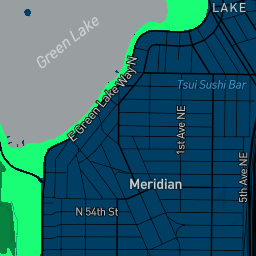 LAKE
Green Lake
E Green Lake Way N
Tsui Sushi Bar
1st Ave NE
5th Ave NE
Meridian
N 54th St